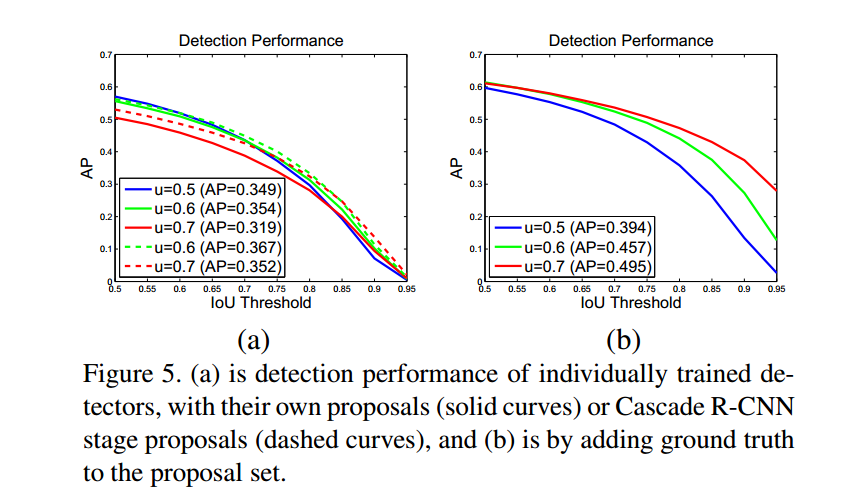 Detection Performance
AP
0.7
0.6
0.5
0.4
0.3
0.2
0.1
0
u=0.5 (AP=0.349)
u=0.6 (AP=0.354)
u=0.7 (AP=0.319)
u=0.6 (AP=0.367)
u=0.7 (AP=0.352)
0.5 0.55 0.6 0.65 0.7 0.75 0.8 0.85 0.9 0.95
IoU Threshold
(a)
Detection Performance
AP
0.7
0.6
0.5
0.4
0.3
0.2
0.1
0
u=0.5 (AP=0.394)
u=0.6 (AP=0.457)
u=0.7 (AP=0.495)
0.5 0.55 0.6 0.65 0.7 0.75 0.8 0.85 0.9 0.95
IoU Threshold
(b)
Figure 5. (a) is detection performance of individually trained de-
tectors, with their own proposals (solid curves) or Cascade R-CNN
stage proposals (dashed curves), and (b) is by adding ground truth
to the proposal set.